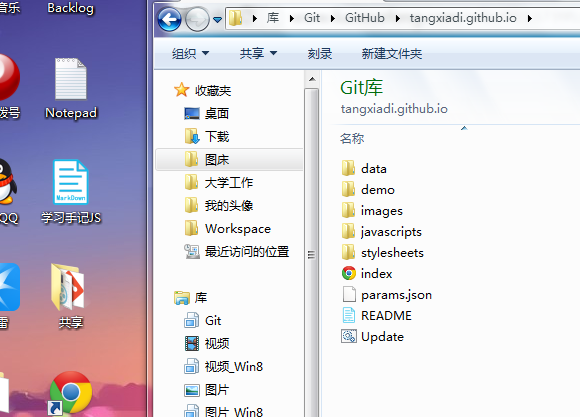 音乐
Backlog
拨号
Notepad
QQ
学习手记JS
雷
共享
库 Git GitHub tangxiadi.github.io
组织 共享 刻录 新建文件夹
收藏夹
桌面
下载
图床
大学工作
我的头像
Workspace
最近访问的位置
库
Git
视频
视频_Win8
图片
图片_Win8
Git库
tangxiadi.github.io
名称
data
demo
images
javascripts
stylesheets
index
params.json
README
Update
MarkDown